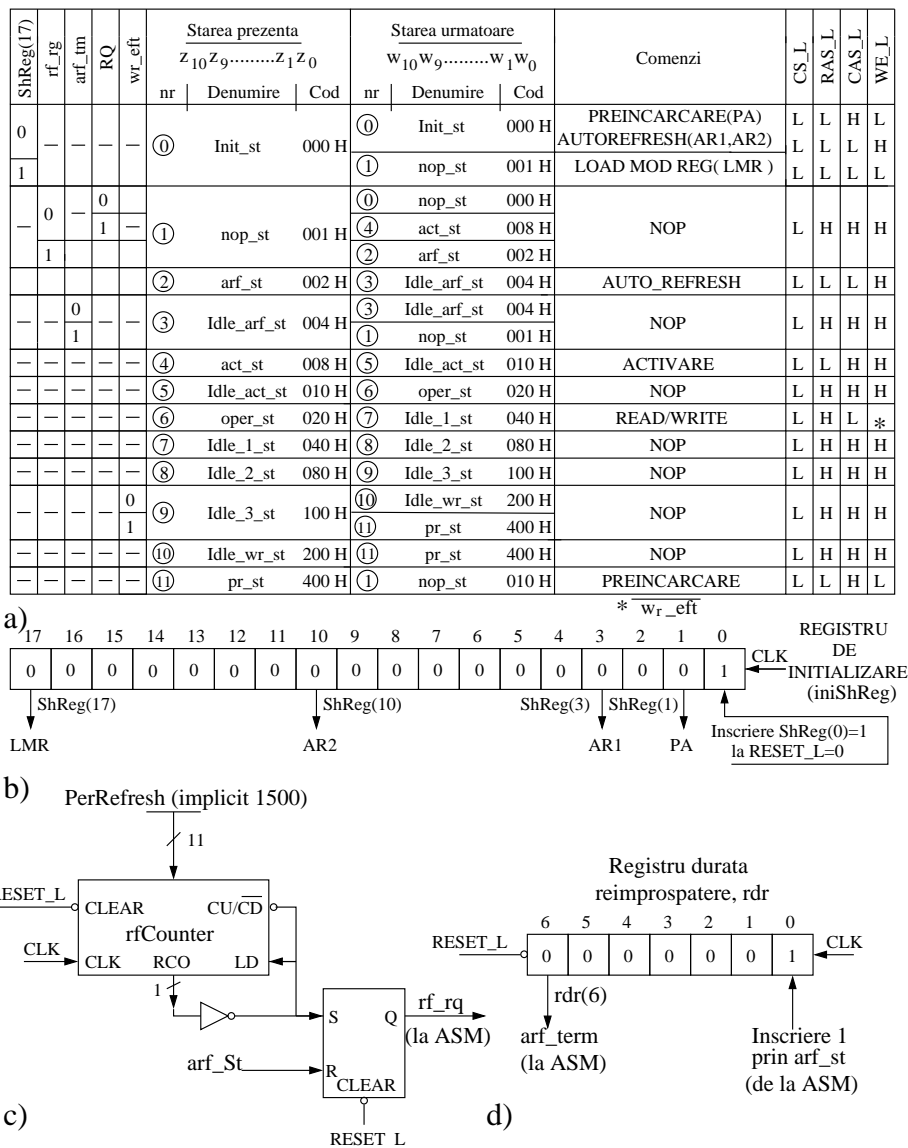 ShReg(17) rf_rg arf_tm RQ wr_eft Starea prezenta Starea urmatoare Comenzi CS_L RAS_L CAS_L WE_L
z10z9.........z1z0 w10w9.........w1w0
nr Denumire Cod nr Denumire Cod
0 — — — — 0 Init_st 000 H 0 Init_st 000 H PREINCARCARE(PA) L L H L
AUTOREFRESH(AR1,AR2) L L L H
1 1 nop_st 001 H LOAD MOD REG( LMR ) L L L L
— 0 — 0 1 nop_st 001 H 0 nop_st 000 H NOP L H H H
1 — 4 act_st 008 H
1 2 arf_st 002 H
2 arf_st 002 H 3 Idle_arf_st 004 H AUTO_REFRESH L L L H
— — 0 — — 3 Idle_arf_st 004 H 3 Idle_arf_st 004 H NOP L H H H
1 1 nop_st 001 H
— — — — — 4 act_st 008 H 5 Idle_act_st 010 H ACTIVARE L L H H
— — — — — 5 Idle_act_st 010 H 6 oper_st 020 H NOP L H H H
— — — — — 6 oper_st 020 H 7 Idle_1_st 040 H READ/WRITE L H L *
— — — — — 7 Idle_1_st 040 H 8 Idle_2_st 080 H NOP L H H H
— — — — — 8 Idle_2_st 080 H 9 Idle_3_st 100 H NOP L H H H
— — — — 0 9 Idle_3_st 100 H 10 Idle_wr_st 200 H NOP L H H H
1 11 pr_st 400 H
— — — — — 10 Idle_wr_st 200 H 11 pr_st 400 H NOP L H H H
— — — — — 11 pr_st 400 H 1 nop_st 010 H PREINCARCARE L L H L
* wr_eft
a)
17 16 15 14 13 12 11 10 9 8 7 6 5 4 3 2 1 0
0 0 0 0 0 0 0 0 0 0 0 0 0 0 0 0 0 1
CLK
REGISTRU
DE
INITIALIZARE
(iniShReg)
ShReg(17) ShReg(10) ShReg(3) ShReg(1)
LMR AR2 AR1 PA
Inscriere ShReg(0)=1
la RESET_L=0
b)
PerRefresh (implicit 1500)
11
RESET_L CLEAR CU/CD
rfCounter
CLK CLK RCO LD
1
S Q rf_rq
(la ASM)
arf_St R
CLEAR
RESET_L
c)
Registru durata
reimprospatere, rdr
6 5 4 3 2 1 0
RESET_L 0 0 0 0 0 0 1 CLK
rdr(6)
arf_term
(la ASM)
Inscriere 1
prin arf_st
(de la ASM)
d)